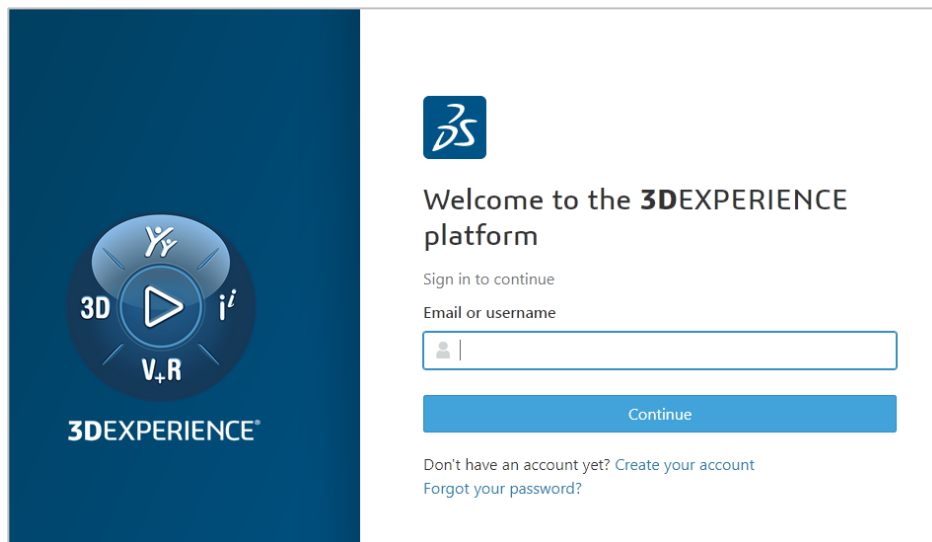 3DS
Welcome to the 3DEXPERIENCE
platform
Sign in to continue
Email or username
Continue
Don't have an account yet? Create your account
Forgot your password?
3D
i i
V+R
3DEXPERIENCE®